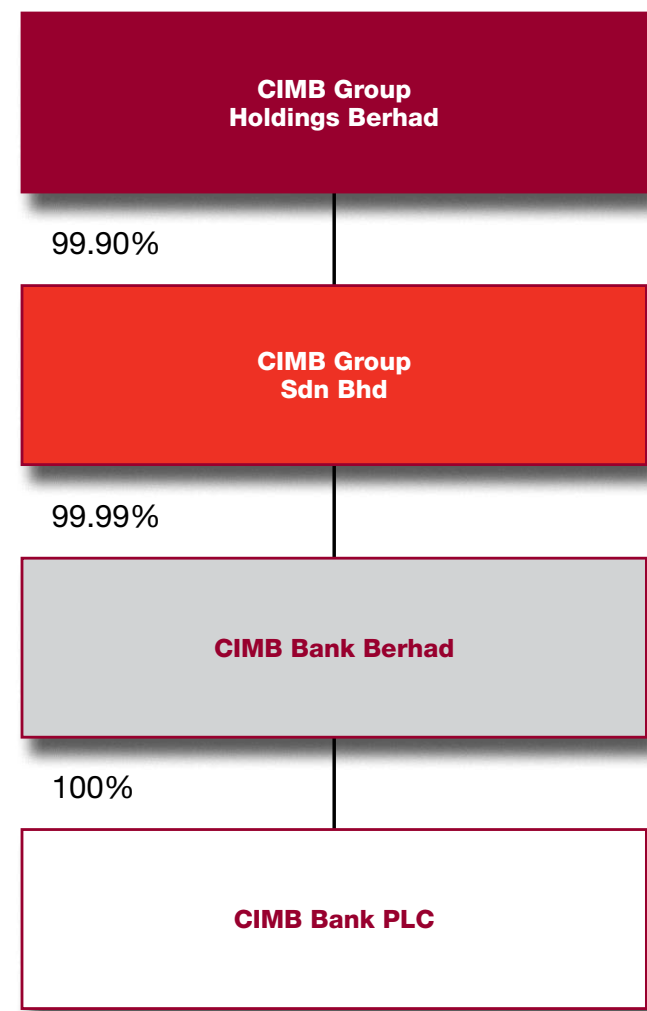 CIMB Group
Holdings Berhad
99.90%
CIMB Group
Sdn Bhd
99.99%
CIMB Bank Berhad
100%
CIMB Bank PLC